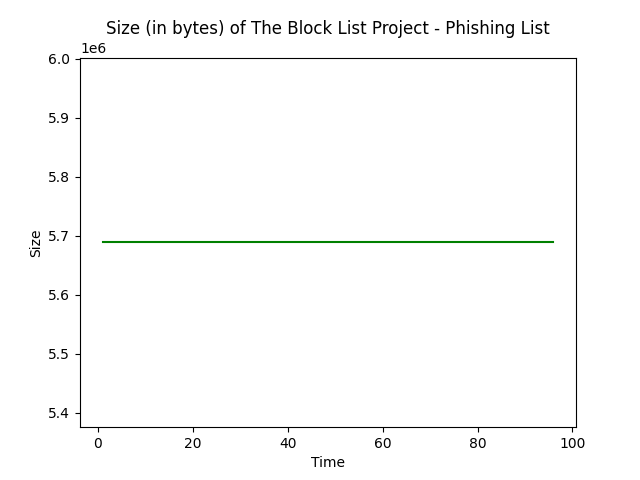 Size (in bytes) of The Block List Project - Phishing List
1e6
6.0
5.9
5.8
5.7
5.6
5.5
5.4
Size
0 20 40 60 80 100
Time